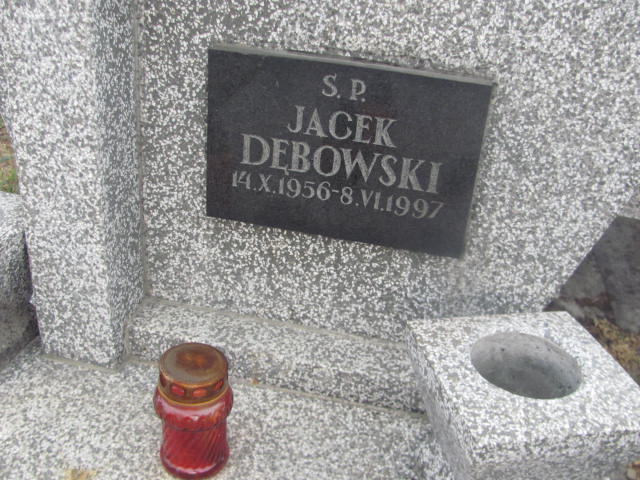 S.P.
JACEK
DĘBOWSKI
14.X.1956-8.VI.1997